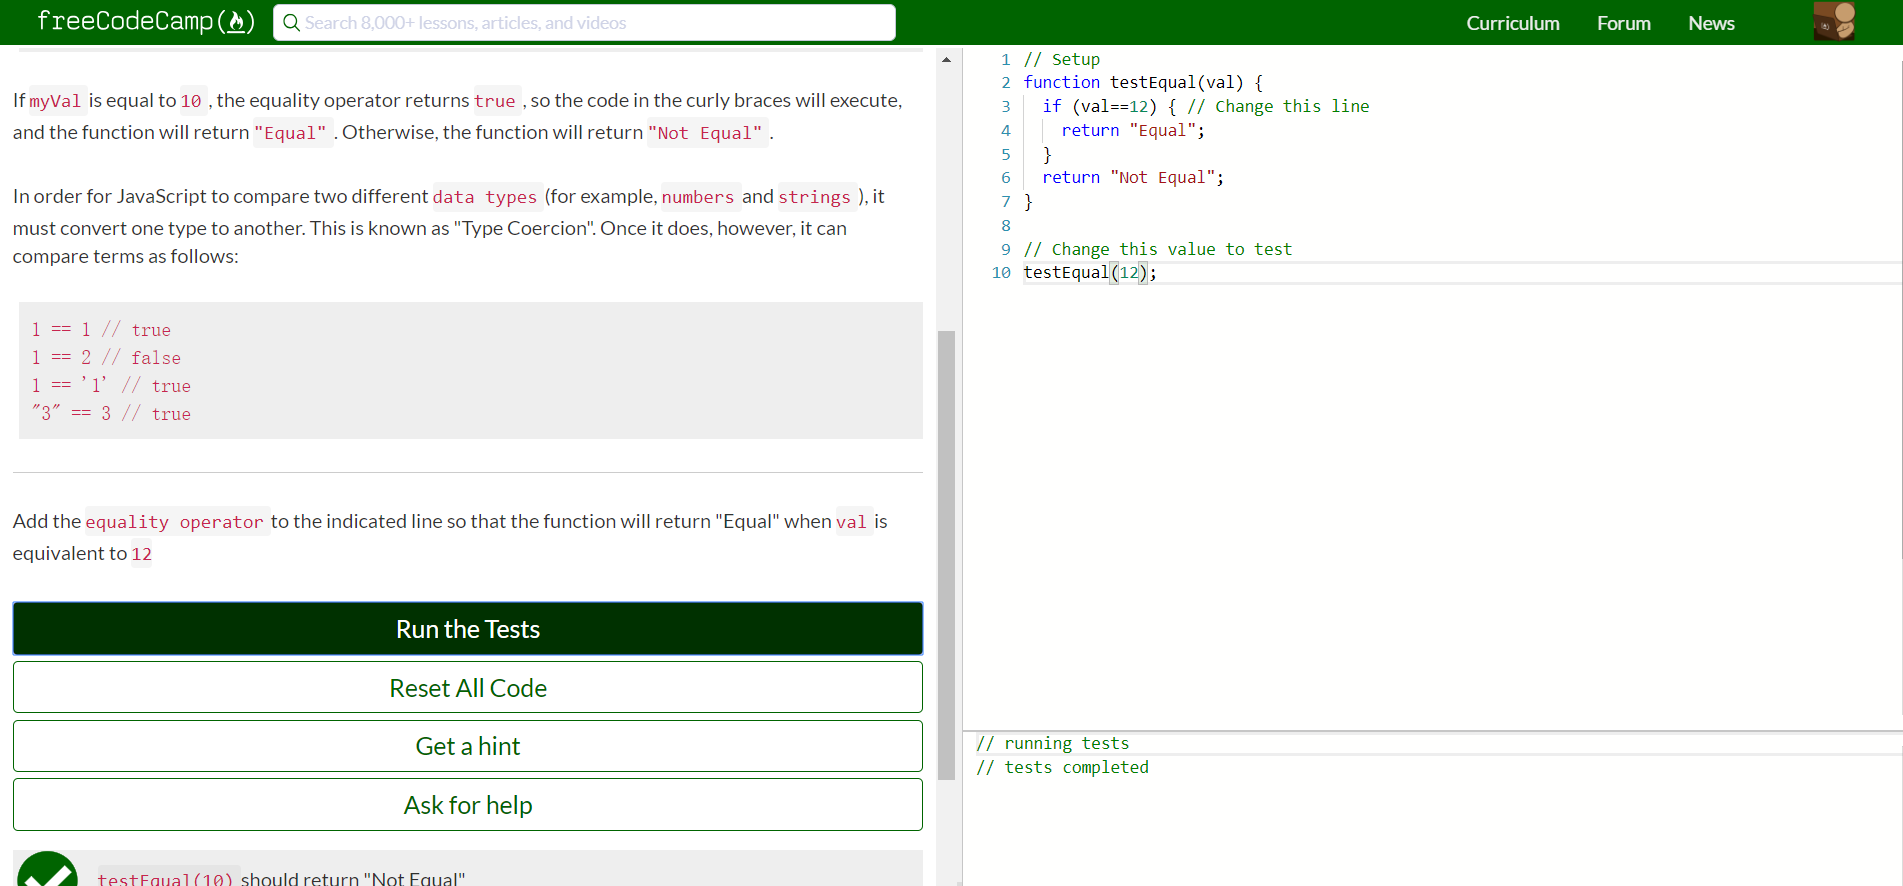 freeCodeCamp
Search 8,000+ lessons, articles, and videos
Curriculum
Forum
News
If myVal is equal to 10 , the equality operator returns true , so the code in the curly braces will execute,
and the function will return "Equal" . Otherwise, the function will return "Not Equal" .
In order for JavaScript to compare two different data types (for example, numbers and strings ), it
must convert one type to another. This is known as "Type Coercion". Once it does, however, it can
compare terms as follows:
1 == 1 // true
1 == 2 // false
1 == '1' // true
"3" == 3 // true
Add the equality operator to the indicated line so that the function will return "Equal" when val is
equivalent to 12
Run the Tests
Reset All Code
Get a hint
Ask for help
testEqual(10) should return "Not Equal"
1 // Setup
2 function testEqual(val) {
3 if (val==12) { // Change this line
4 return "Equal";
5 }
6 return "Not Equal";
7 }
8
9 // Change this value to test
10 testEqual(12);
// running tests
// tests completed